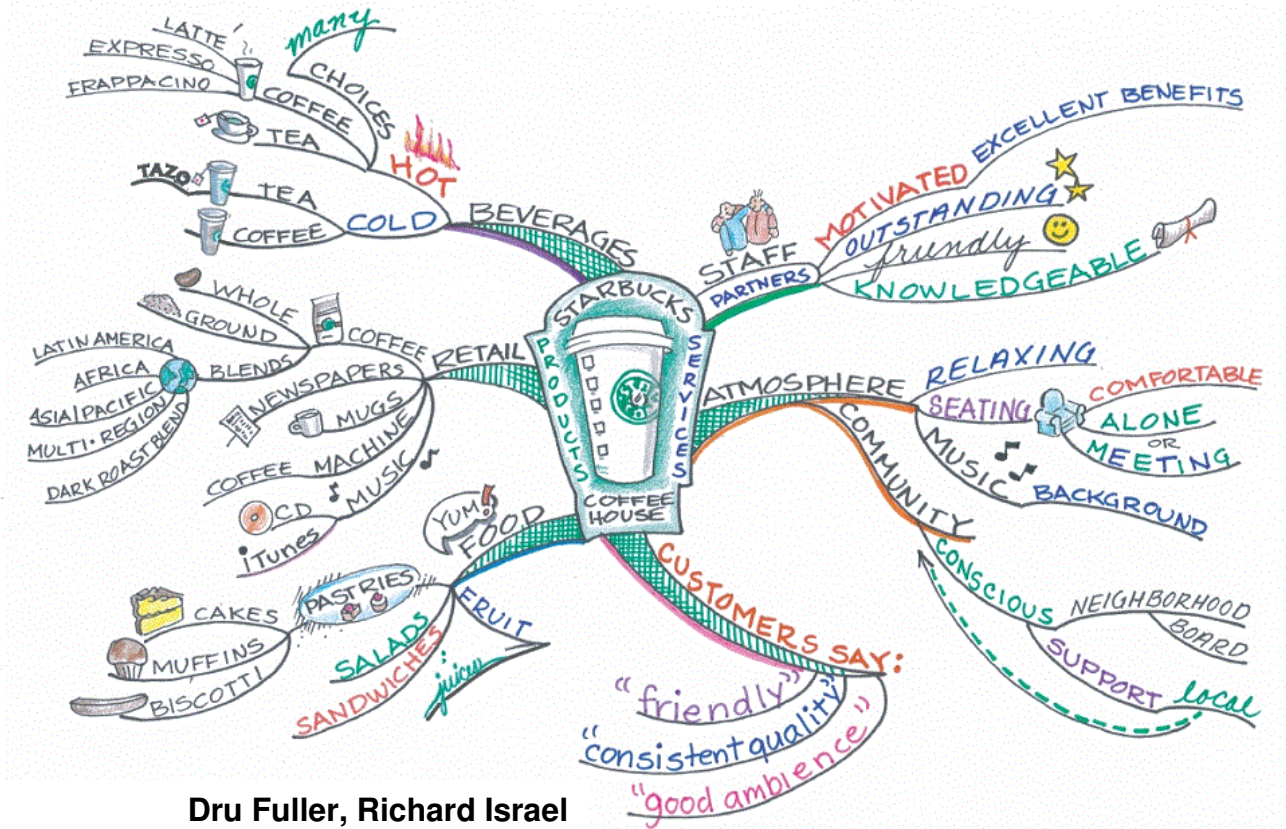 STARBUCKS
PRODUCTS
SERVICES
COFFEE
HOUSE
BEVERAGES
HOT
CHOICES
many
COFFEE
LATTÉ
EXPRESSO
FRAPPACINO
TEA
COLD
TEA
TAZO
COFFEE
RETAIL
COFFEE
WHOLE
GROUND
BLENDS
LATIN AMERICA
AFRICA
ASIA|PACIFIC
MULTI·REGION
DARK ROAST BLEND
NEWSPAPERS
MUGS
COFFEE MACHINE
MUSIC
CD
iTunes
FOOD
YUM!
PASTRIES
CAKES
MUFFINS
BISCOTTI
SALADS
SANDWICHES
FRUIT
juices
STAFF
PARTNERS
MOTIVATED EXCELLENT BENEFITS
OUTSTANDING
friendly
KNOWLEDGEABLE
ATMOSPHERE
RELAXING
SEATING
COMFORTABLE
ALONE
OR
MEETING
MUSIC
BACKGROUND
COMMUNITY
CONSCIOUS
NEIGHBORHOOD
BOARD
SUPPORT local
CUSTOMERS SAY:
"friendly"
"consistent quality"
"good ambience"
Dru Fuller, Richard Israel